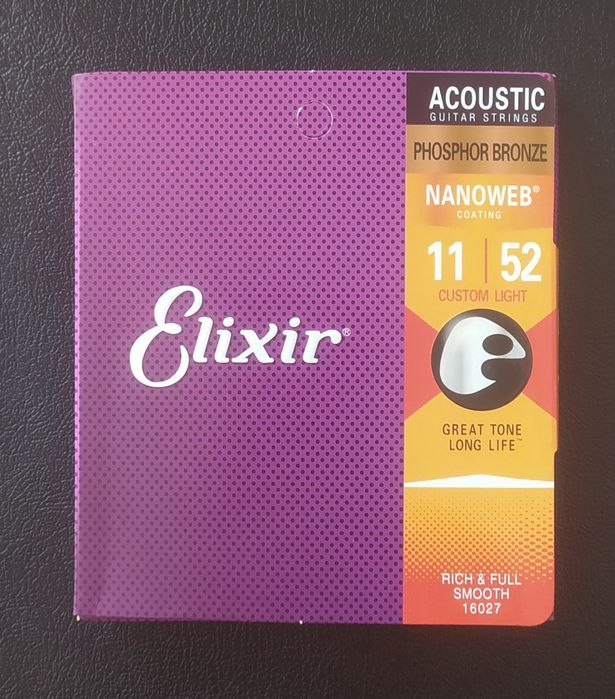 ACOUSTIC
GUITAR STRINGS
PHOSPHOR BRONZE
NANOWEB®
COATING
11 | 52
CUSTOM LIGHT
Elixir®
GREAT TONE
LONG LIFE™
RICH & FULL
SMOOTH
16027